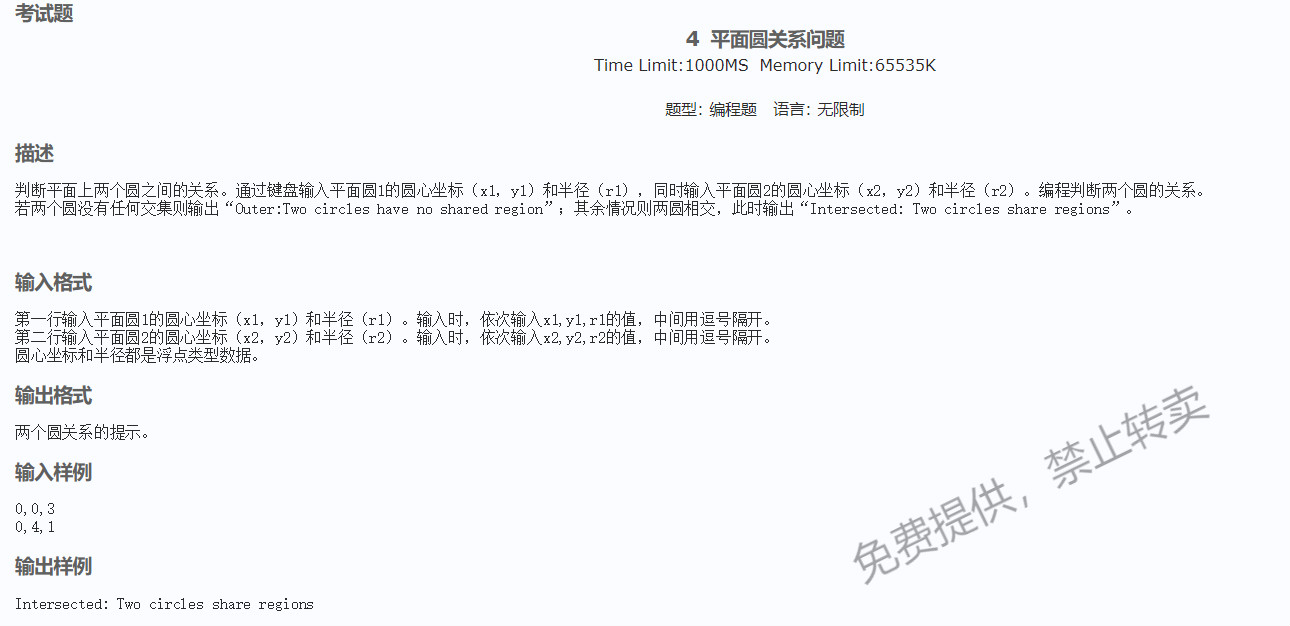 考试题
4 平面圆关系问题
Time Limit:1000MS Memory Limit:65535K
题型: 编程题 语言: 无限制
描述
判断平面上两个圆之间的关系。通过键盘输入平面圆1的圆心坐标（x1，y1）和半径（r1），同时输入平面圆2的圆心坐标（x2，y2）和半径（r2）。编程判断两个圆的关系。
若两个圆没有任何交集则输出“Outer:Two circles have no shared region”；其余情况则两圆相交，此时输出“Intersected: Two circles share regions”。
输入格式
第一行输入平面圆1的圆心坐标（x1，y1）和半径（r1）。输入时，依次输入x1,y1,r1的值，中间用逗号隔开。
第二行输入平面圆2的圆心坐标（x2，y2）和半径（r2）。输入时，依次输入x2,y2,r2的值，中间用逗号隔开。
圆心坐标和半径都是浮点类型数据。
输出格式
两个圆关系的提示。
输入样例
0,0,3
0,4,1
输出样例
Intersected: Two circles share regions
免费提供，禁止转卖